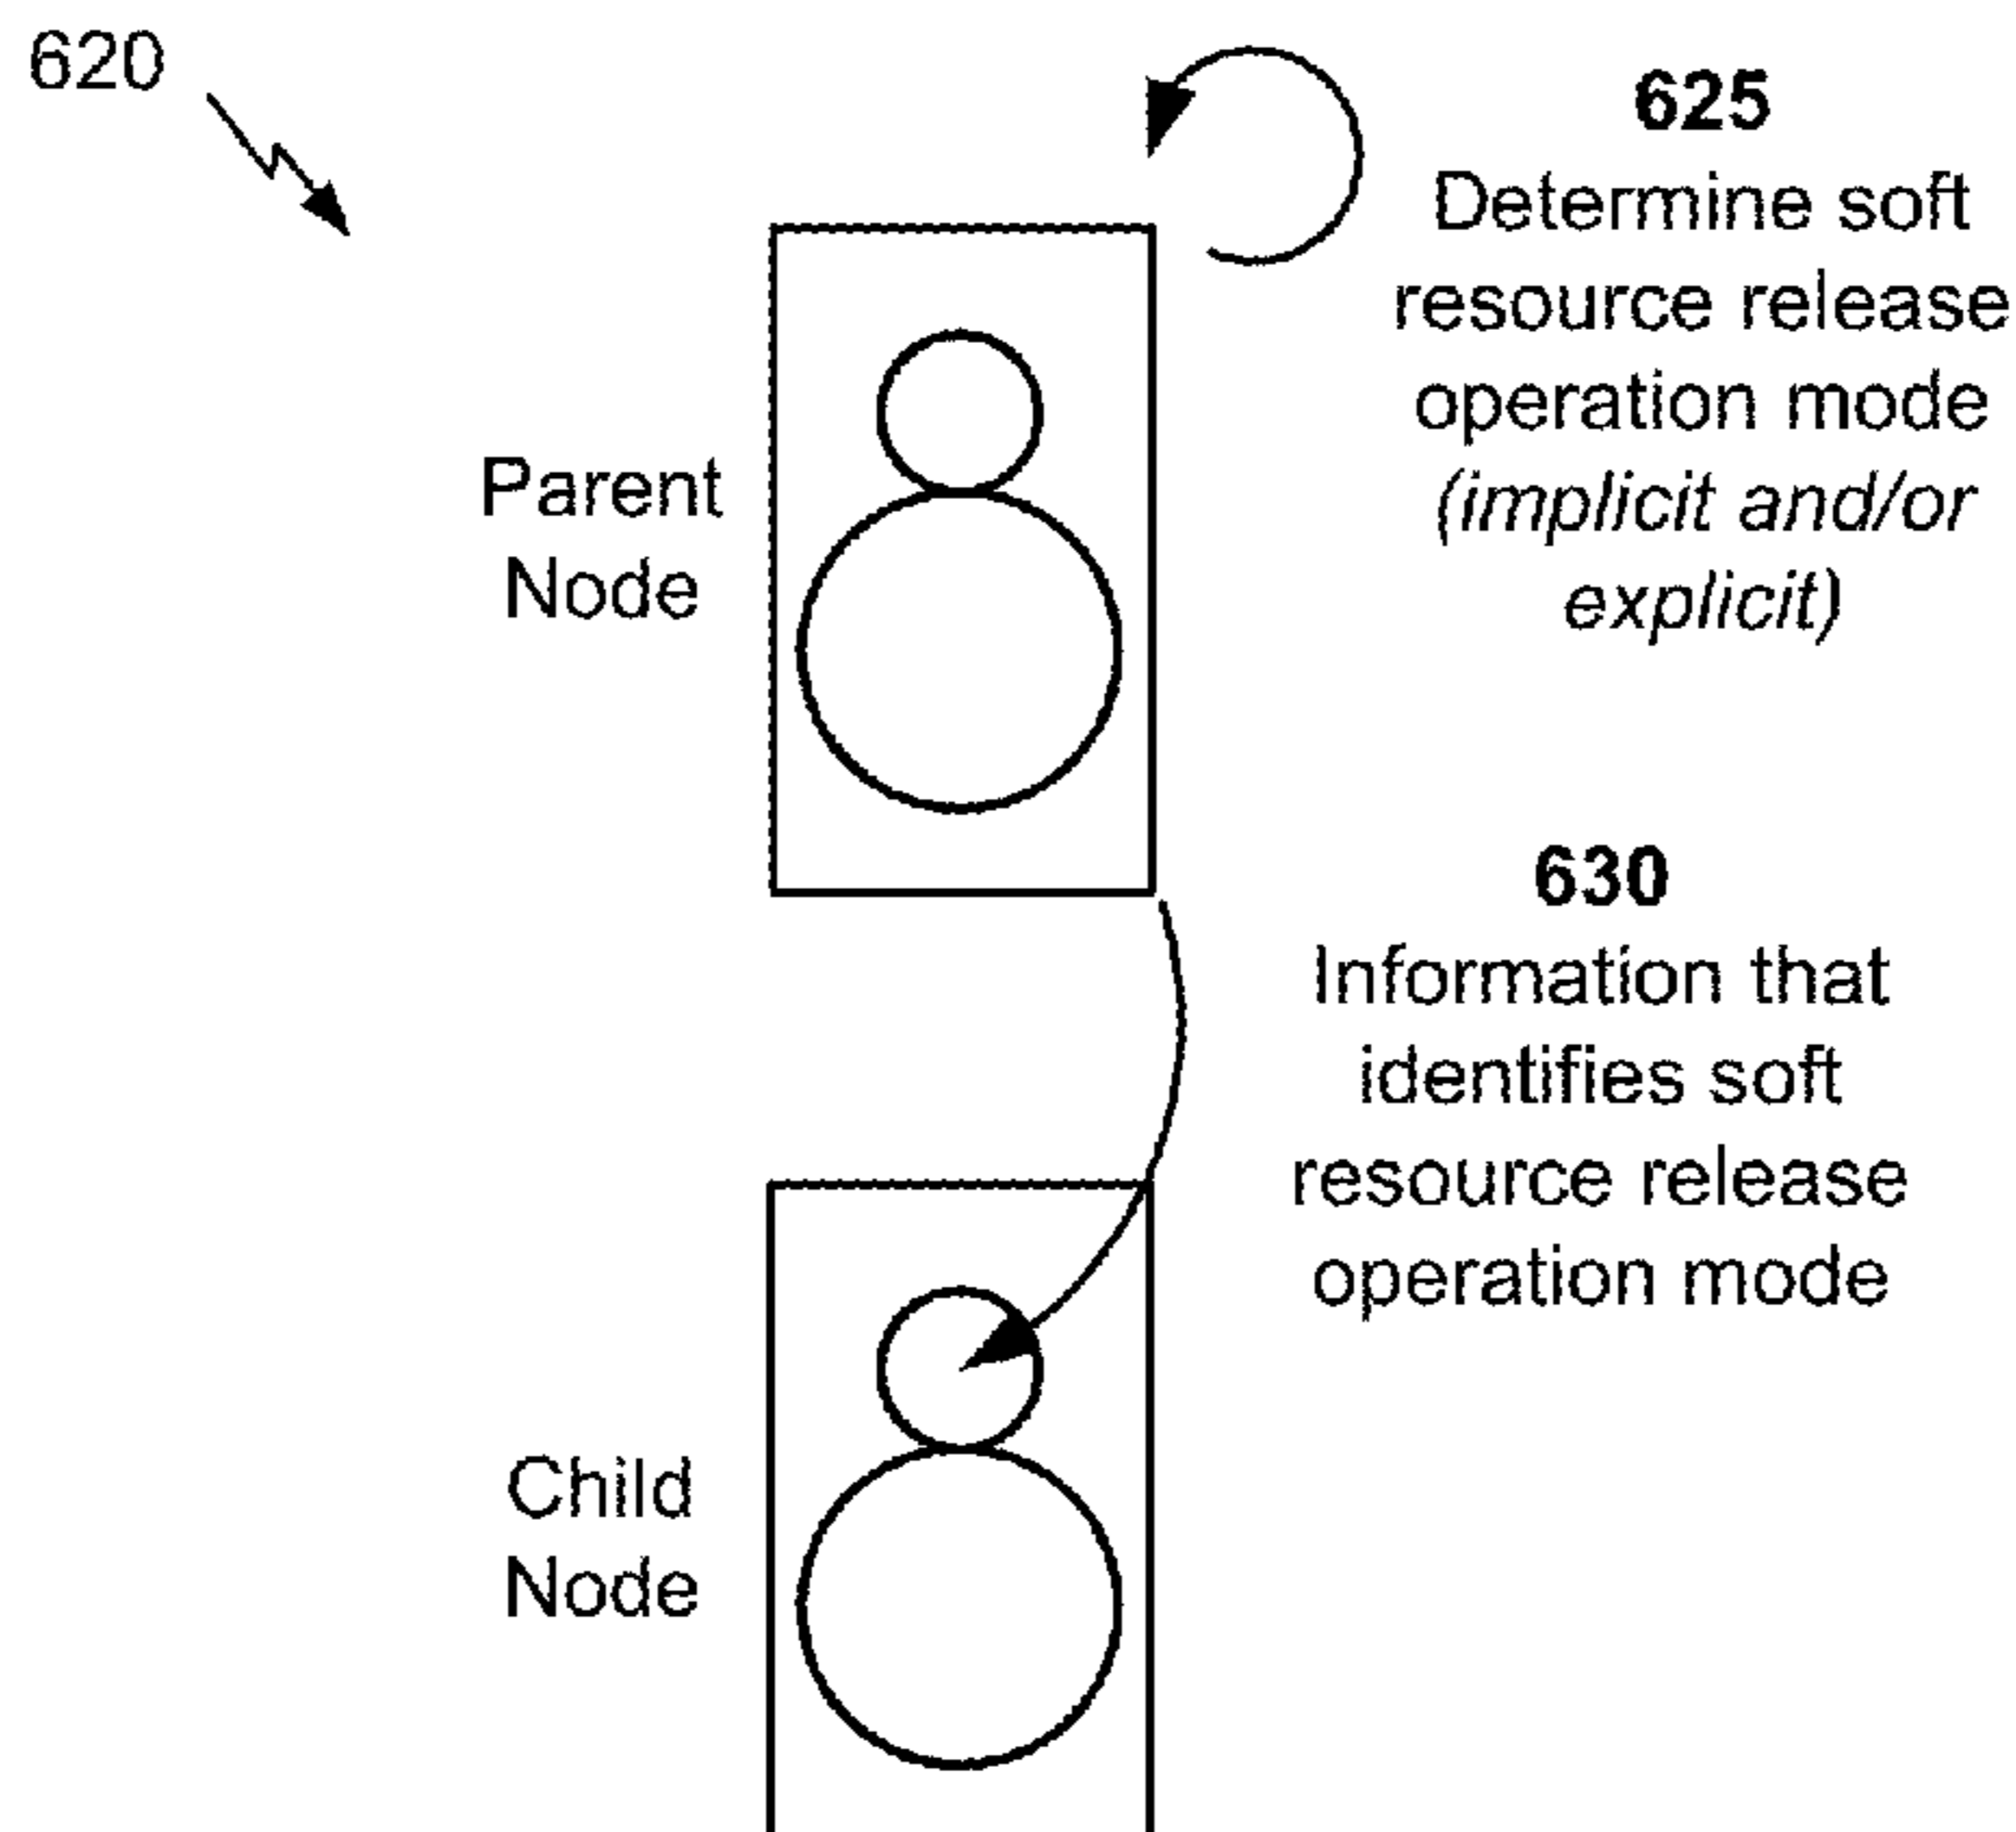 620
625
Determine soft
resource release
operation mode
(implicit and/or
explicit)
Parent
Node
630
Information that
identifies soft
resource release
operation mode
Child
Node